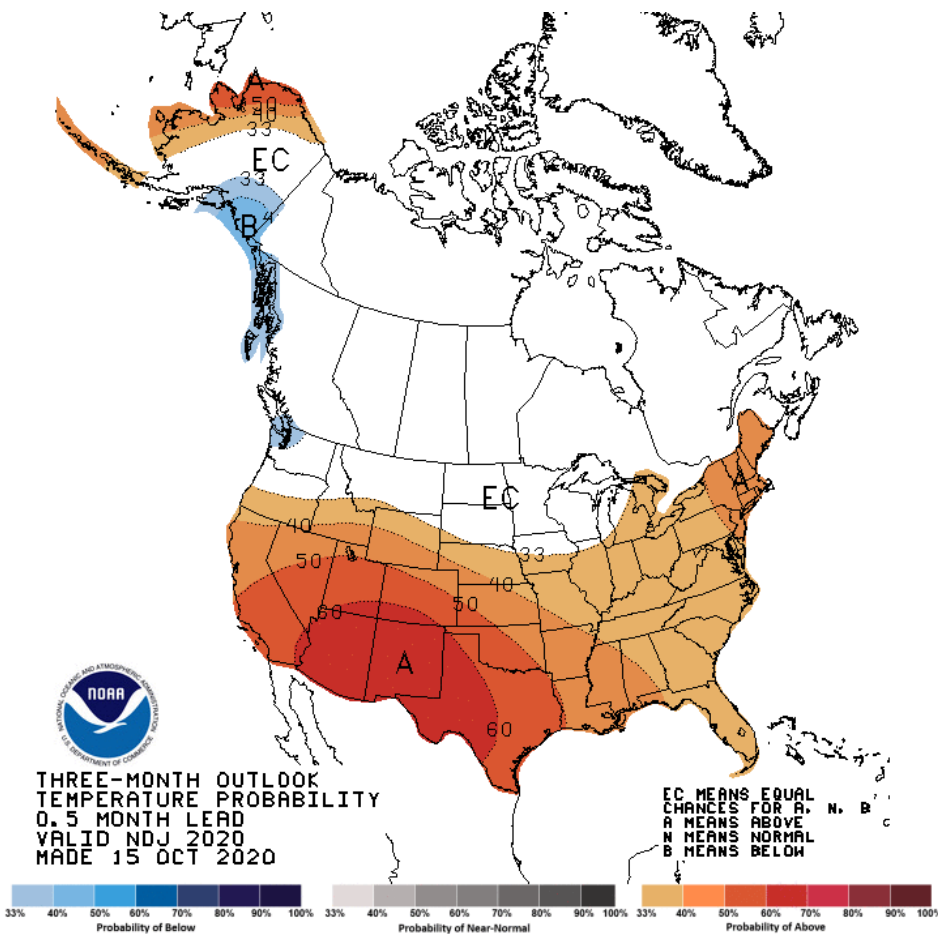 A
50
40
33
EC
33
B 4
EC
A
40
33
50
40
50
60
A
60
NATIONAL OCEANIC AND ATMOSPHERIC ADMINISTRATION
NOAA
U.S. DEPARTMENT OF COMMERCE
THREE-MONTH OUTLOOK
TEMPERATURE PROBABILITY
0.5 MONTH LEAD
VALID NDJ 2020
MADE 15 OCT 2020
EC MEANS EQUAL
CHANCES FOR A, N, B
A MEANS ABOVE
C
N MEANS NORMAL
B MEANS BELOW
33% 40% 50% 60% 70% 80% 90% 100%
Probability of Below
33% 40% 50% 60% 70% 80% 90% 100%
Probability of Near-Normal
33% 40% 50% 60% 70% 80% 90% 100%
Probability of Above